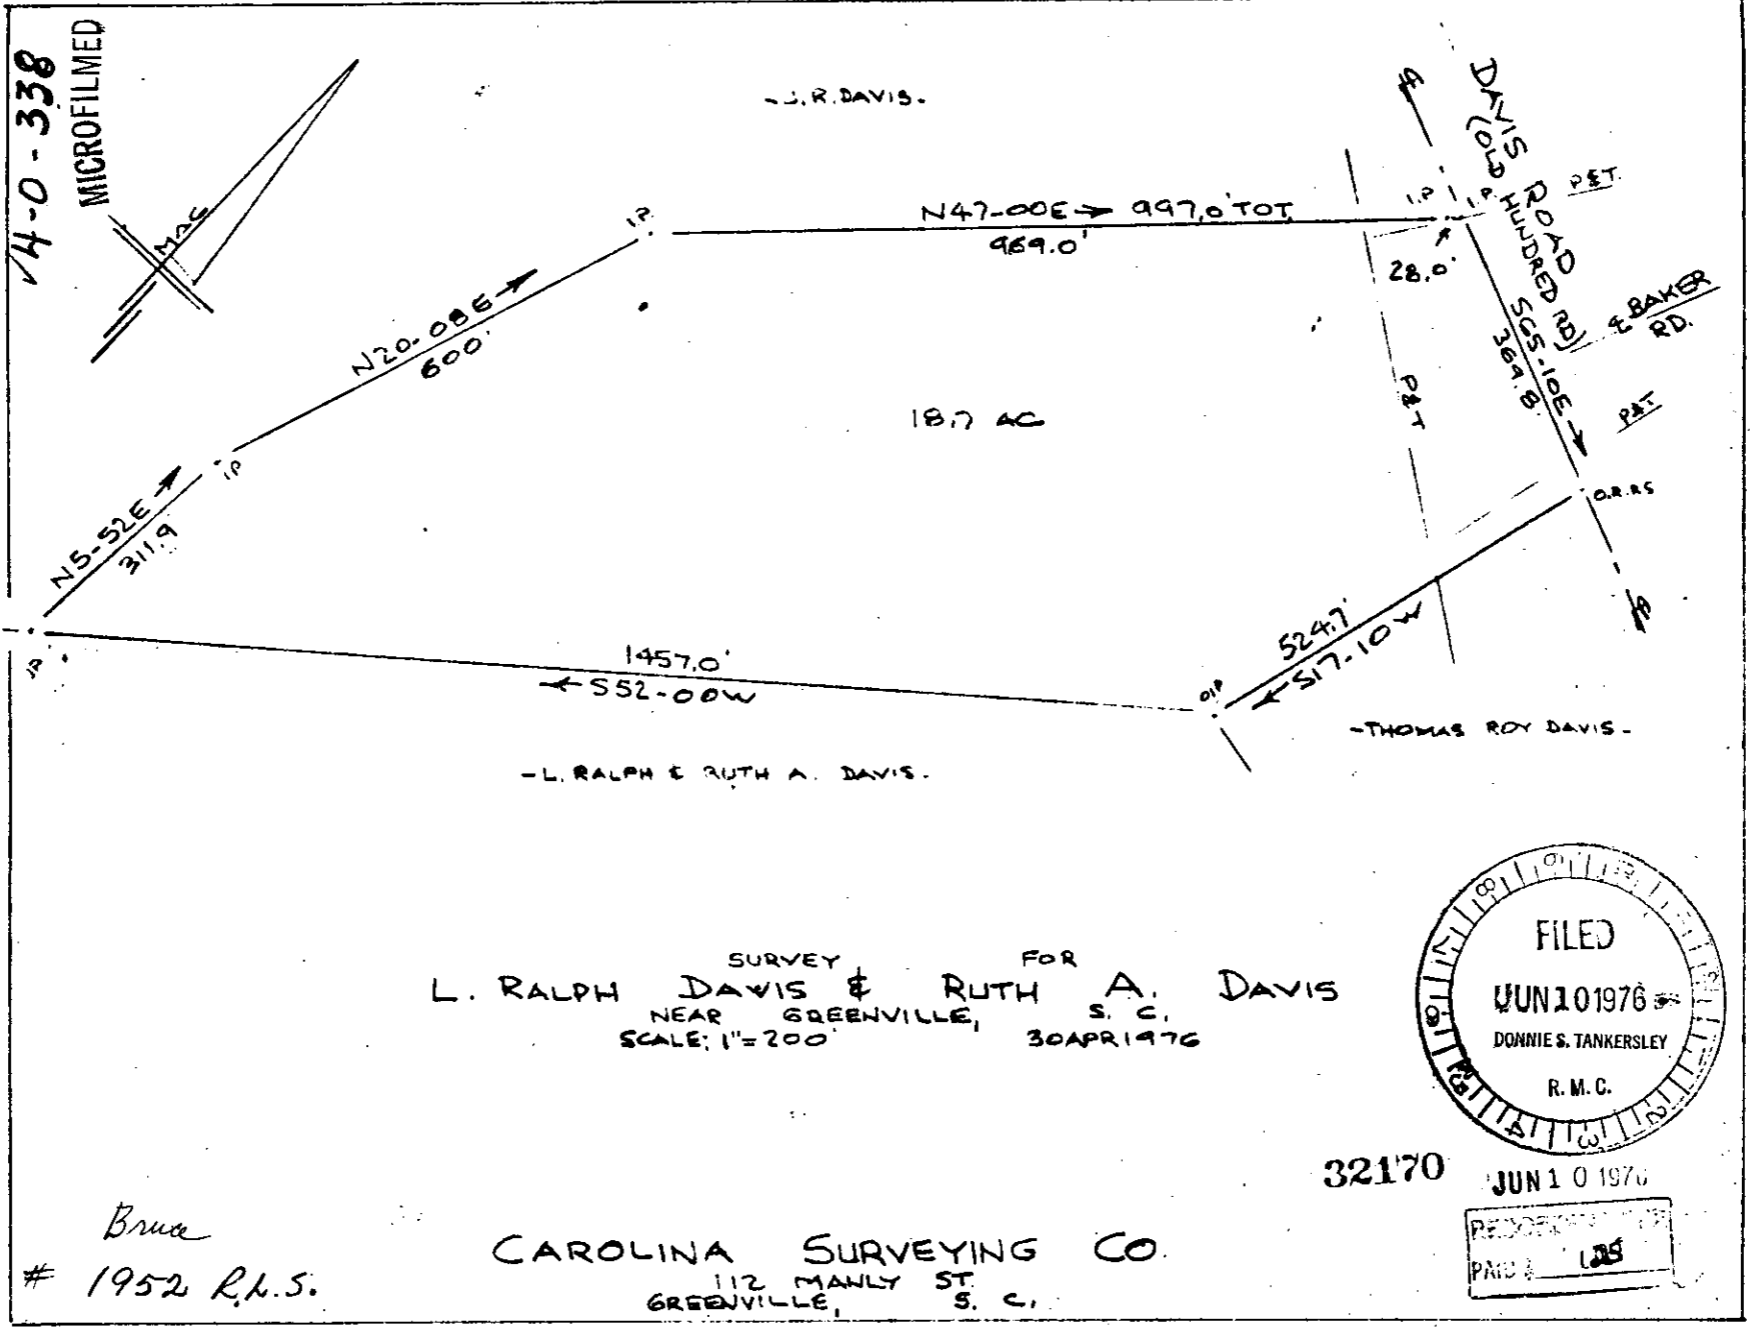 4-0-338
MICROFILMED
MAG
-J.R. DAVIS-
DAVIS ROAD
(OLD HUNDRED RD)
P&T.
I.P.
I.P.
I.P.
N47-00E → 997.0' TOT.
969.0'
28.0'
S65-10E →
369.8
℄ BAKER
RD.
P&T
P&T
N20-08E →
600'
18.7 AC
I.P
N5-52E →
311.9
O.R.RS
I.P
524.7'
← S17-10W
1457.0'
← S52-00W
O.I.P
-THOMAS ROY DAVIS-
-L. RALPH & RUTH A. DAVIS-
SURVEY FOR
L. RALPH DAVIS & RUTH A. DAVIS
NEAR GREENVILLE, S. C.
SCALE: 1"=200' 30APR1976
FILED
JUN 10 1976
DONNIE S. TANKERSLEY
R. M. C.
32170
JUN 10 1976
PAID $
Bruce
# 1952 R.L.S.
CAROLINA SURVEYING CO.
112 MANLY ST.
GREENVILLE, S. C.